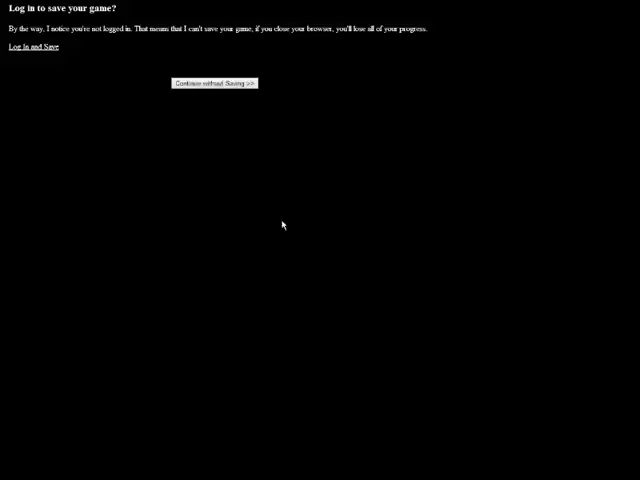 Log in to save your game?
By the way, I notice you're not logged in. That means that I can't save your game, if you close your browser, you'll lose all of your progress.
Log In and Save
Continue without Saving >>